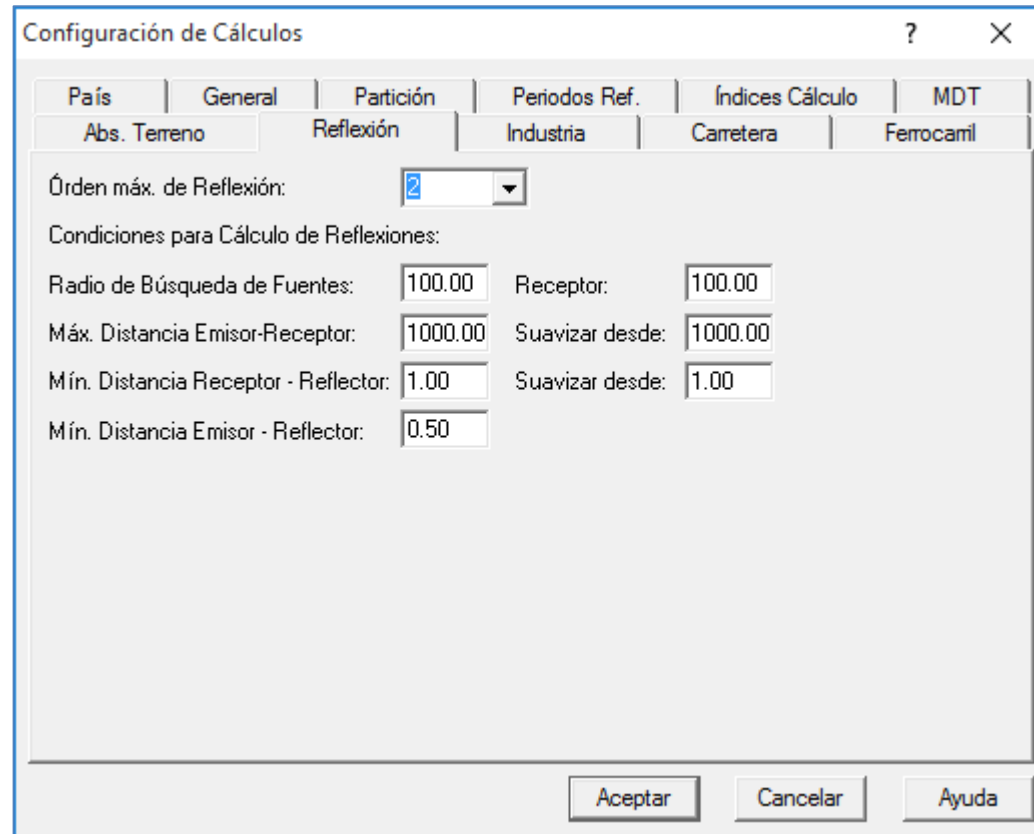 Configuración de Cálculos ?
País General Partición Periodos Ref. Índices Cálculo MDT
Abs. Terreno Reflexión Industria Carretera Ferrocarril
Órden máx. de Reflexión: 2
Condiciones para Cálculo de Reflexiones:
Radio de Búsqueda de Fuentes: 100.00 Receptor: 100.00
Máx. Distancia Emisor-Receptor: 1000.00 Suavizar desde: 1000.00
Mín. Distancia Receptor - Reflector: 1.00 Suavizar desde: 1.00
Mín. Distancia Emisor - Reflector: 0.50
Aceptar Cancelar Ayuda